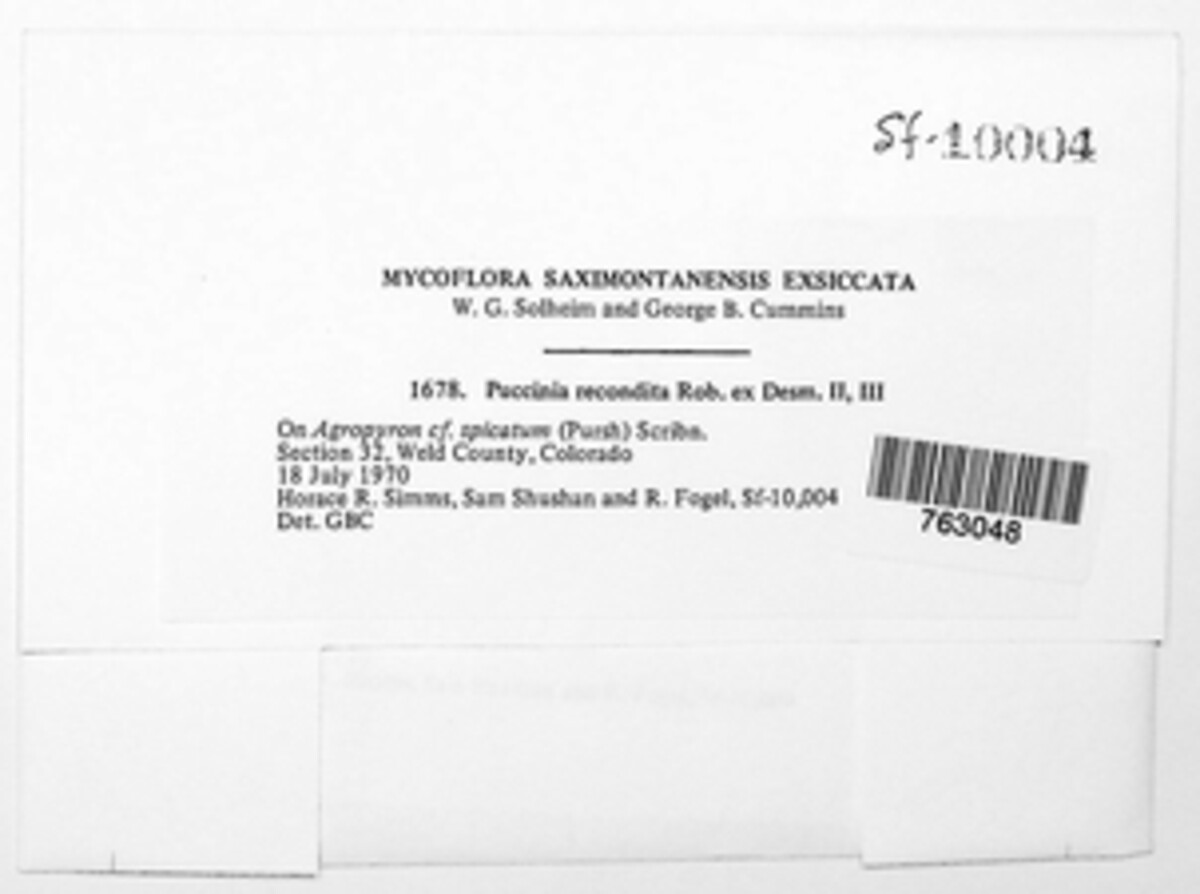 Sf-10004
MYCOFLORA SAXIMONTANENSIS EXSICCATA
W. G. Solheim and George B. Cummins
1678. Puccinia recondita Rob. ex Desm. II, III
On Agropyron cf. spicatum (Pursh) Scribn.
Section 32, Weld County, Colorado
18 July 1970
Horace R. Simms, Sam Shushan and R. Fogel, Sf-10,004
Det. GBC
763048